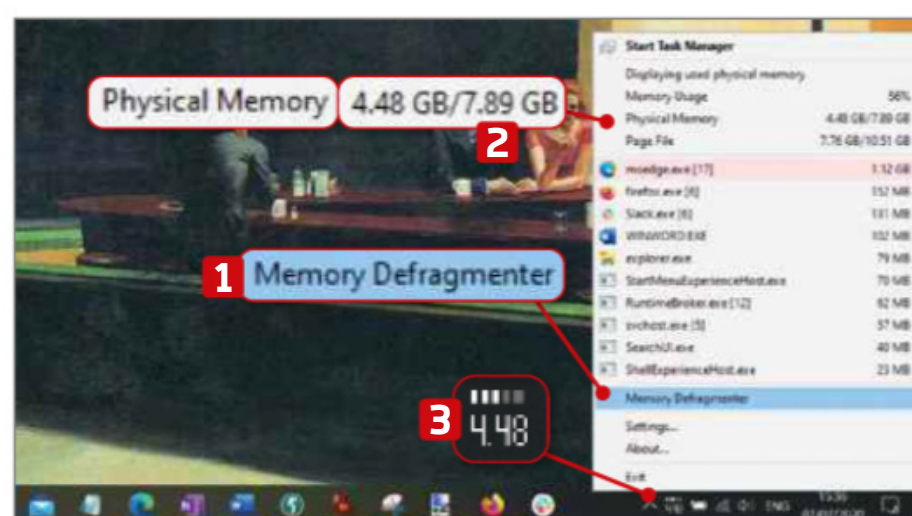 Start Task Manager
Displaying used physical memory
Memory Usage 56%
Physical Memory 4.48 GB/7.89 GB
Page File 7.76 GB/10.51 GB
msedge.exe [17] 1.12 GB
firefox.exe [6] 152 MB
Slack.exe [6] 131 MB
WINWORD.EXE 102 MB
explorer.exe 79 MB
StartMenuExperienceHost.exe 70 MB
RuntimeBroker.exe [12] 62 MB
svchost.exe [5] 57 MB
SearchUI.exe 40 MB
ShellExperienceHost.exe 23 MB
Memory Defragmenter
Settings...
About...
Exit
Physical Memory 4.48 GB/7.89 GB
2
1 Memory Defragmenter
3 4.48
ENG
15:36